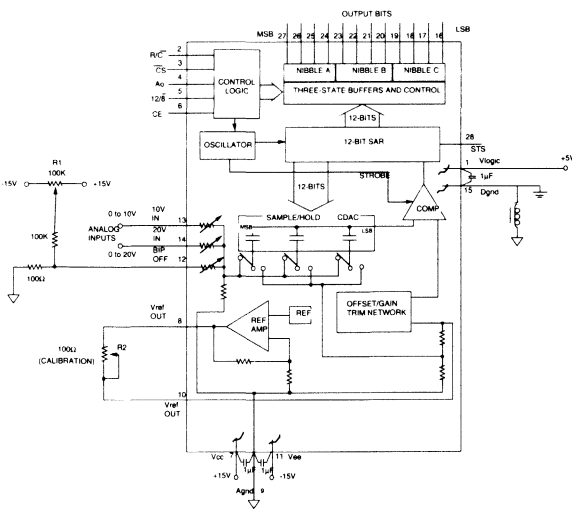 OUTPUT BITS
MSB
LSB
27 26 25 24 23 22 21 20 19 18 17 16
R/C̅ 2
C̅S̅ 3
Ao 4
12/8̅ 5
CE 6
CONTROL
LOGIC
NIBBLE A
NIBBLE B
NIBBLE C
THREE-STATE BUFFERS AND CONTROL
12-BITS
OSCILLATOR
12-BIT SAR
28
STS
Vlogic
1
+5V
1µF
15
Dgnd
STROBE
COMP
12-BITS
R1
100K
-15V
+15V
100K
100Ω
0 to 10V
ANALOG
INPUTS
0 to 20V
10V
IN
13
20V
IN
14
BIP
OFF
12
SAMPLE/HOLD CDAC
MSB
LSB
OFFSET/GAIN
TRIM NETWORK
Vref
OUT
8
REF
AMP
REF
100Ω
(CALIBRATION)
R2
10
Vref
OUT
Vcc 7
1µF
1µF
11 Vee
+15V
-15V
Agnd 9